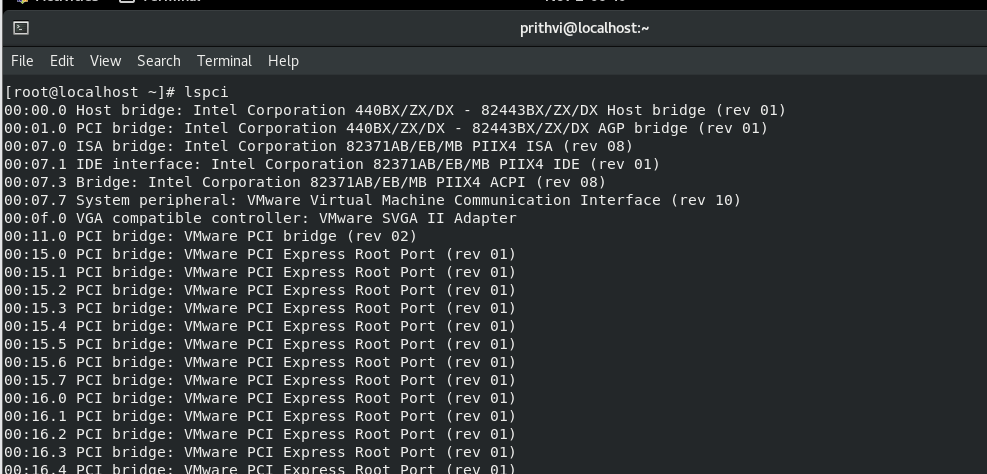 prithvi@localhost:~
File Edit View Search Terminal Help
[root@localhost ~]# lspci
00:00.0 Host bridge: Intel Corporation 440BX/ZX/DX - 82443BX/ZX/DX Host bridge (rev 01)
00:01.0 PCI bridge: Intel Corporation 440BX/ZX/DX - 82443BX/ZX/DX AGP bridge (rev 01)
00:07.0 ISA bridge: Intel Corporation 82371AB/EB/MB PIIX4 ISA (rev 08)
00:07.1 IDE interface: Intel Corporation 82371AB/EB/MB PIIX4 IDE (rev 01)
00:07.3 Bridge: Intel Corporation 82371AB/EB/MB PIIX4 ACPI (rev 08)
00:07.7 System peripheral: VMware Virtual Machine Communication Interface (rev 10)
00:0f.0 VGA compatible controller: VMware SVGA II Adapter
00:11.0 PCI bridge: VMware PCI bridge (rev 02)
00:15.0 PCI bridge: VMware PCI Express Root Port (rev 01)
00:15.1 PCI bridge: VMware PCI Express Root Port (rev 01)
00:15.2 PCI bridge: VMware PCI Express Root Port (rev 01)
00:15.3 PCI bridge: VMware PCI Express Root Port (rev 01)
00:15.4 PCI bridge: VMware PCI Express Root Port (rev 01)
00:15.5 PCI bridge: VMware PCI Express Root Port (rev 01)
00:15.6 PCI bridge: VMware PCI Express Root Port (rev 01)
00:15.7 PCI bridge: VMware PCI Express Root Port (rev 01)
00:16.0 PCI bridge: VMware PCI Express Root Port (rev 01)
00:16.1 PCI bridge: VMware PCI Express Root Port (rev 01)
00:16.2 PCI bridge: VMware PCI Express Root Port (rev 01)
00:16.3 PCI bridge: VMware PCI Express Root Port (rev 01)
00:16.4 PCI bridge: VMware PCI Express Root Port (rev 01)